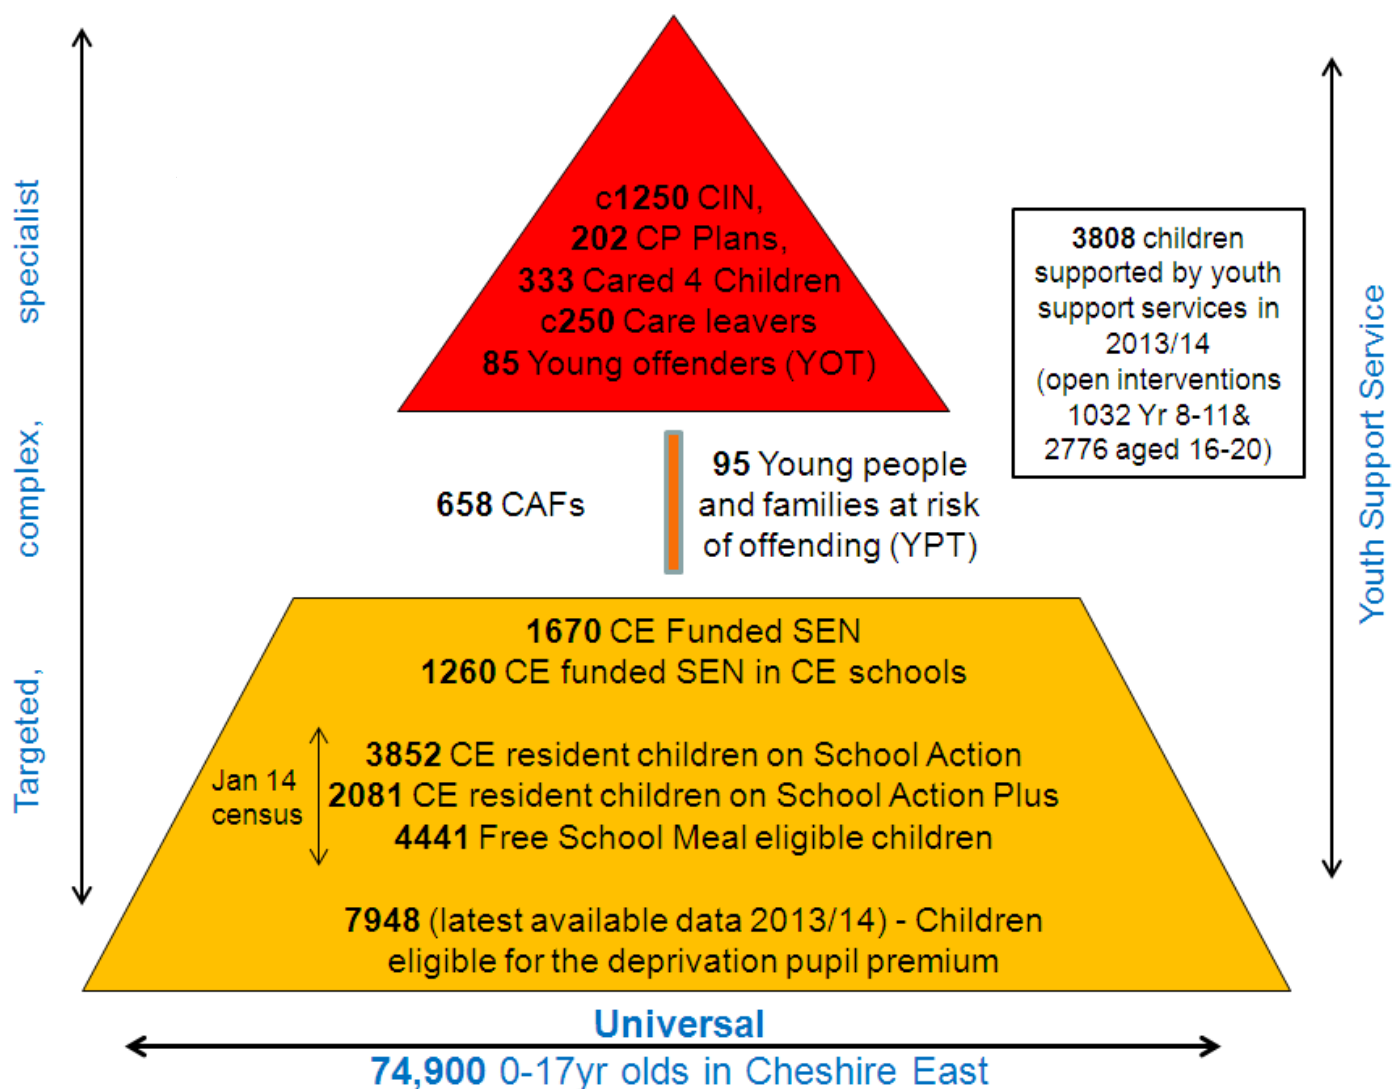 c1250 CIN,
202 CP Plans,
333 Cared 4 Children
c250 Care leavers
85 Young offenders (YOT)
3808 children
supported by youth
support services in
2013/14
(open interventions
1032 Yr 8-11&
2776 aged 16-20)
658 CAFs
95 Young people
and families at risk
of offending (YPT)
1670 CE Funded SEN
1260 CE funded SEN in CE schools
Jan 14
census
3852 CE resident children on School Action
2081 CE resident children on School Action Plus
4441 Free School Meal eligible children
7948 (latest available data 2013/14) - Children
eligible for the deprivation pupil premium
Targeted, complex, specialist
Youth Support Service
Universal
74,900 0-17yr olds in Cheshire East